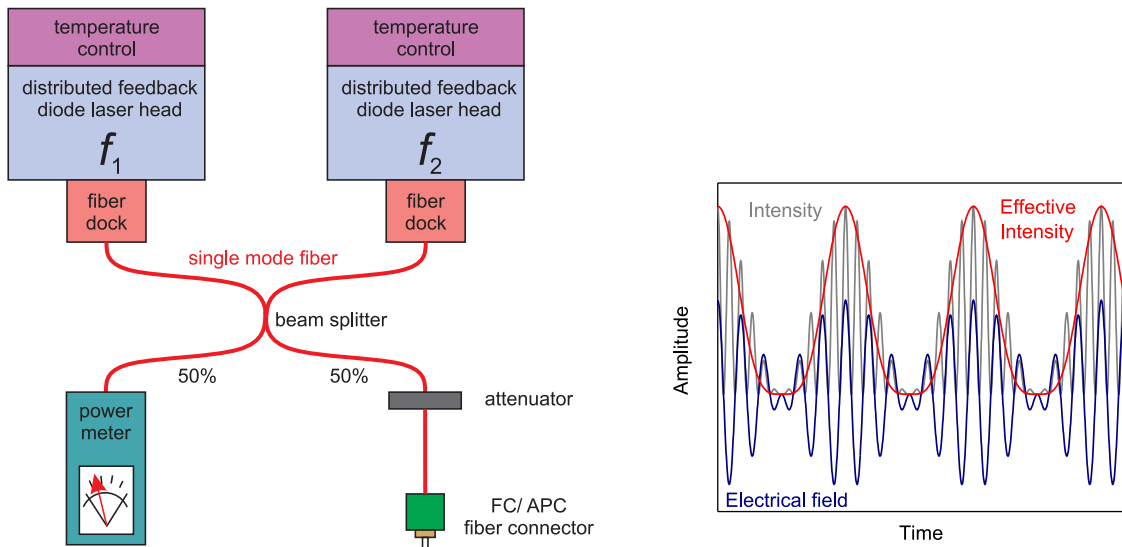 temperature
control
distributed feedback
diode laser head
f1
fiber
dock
temperature
control
distributed feedback
diode laser head
f2
fiber
dock
single mode fiber
beam splitter
50%
50%
power
meter
attenuator
FC/ APC
fiber connector
Intensity
Effective
Intensity
Amplitude
Electrical field
Time